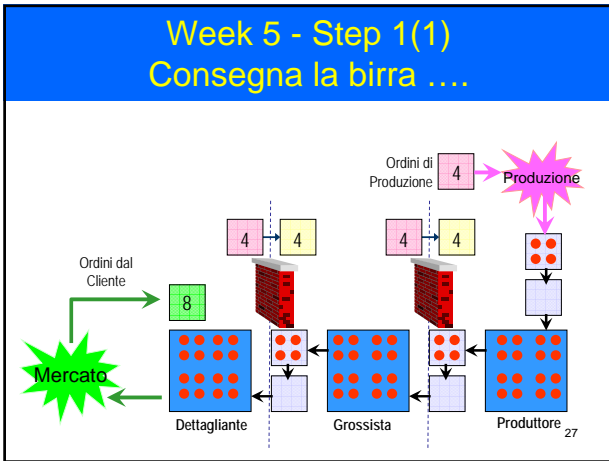 Week 5 - Step 1(1)
Consegna la birra ....
Ordini di
Produzione
4
Produzione
4
4
4
4
Ordini dal
Cliente
8
Mercato
Dettagliante
Grossista
Produttore
27